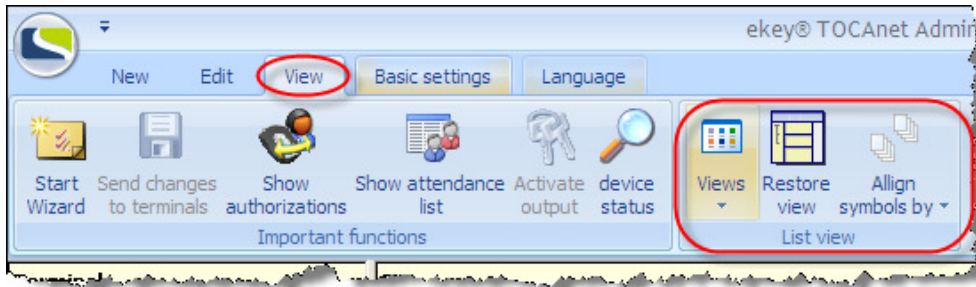 ekey® TOCAnet Admin
New Edit View Basic settings Language
Start Wizard
Send changes to terminals
Show authorizations
Show attendance list
Activate output
device status
Views
Restore view
Allign symbols by
Important functions
List view